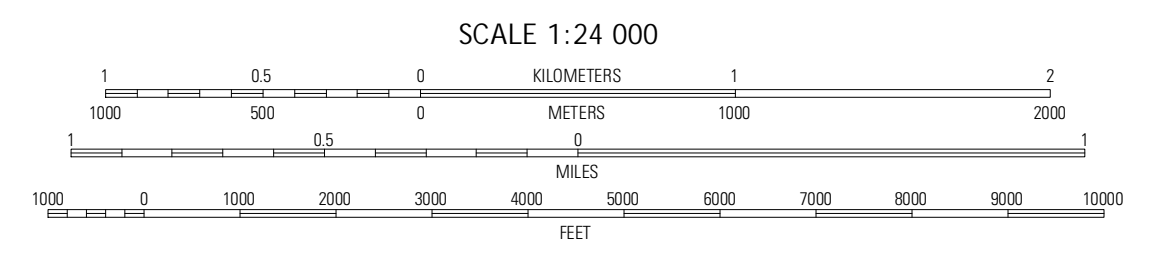 SCALE 1:24 000
1 0.5 0 KILOMETERS 1 2
1000 500 0 METERS 1000 2000
1 0.5 0 1
MILES
1000 0 1000 2000 3000 4000 5000 6000 7000 8000 9000 10000
FEET